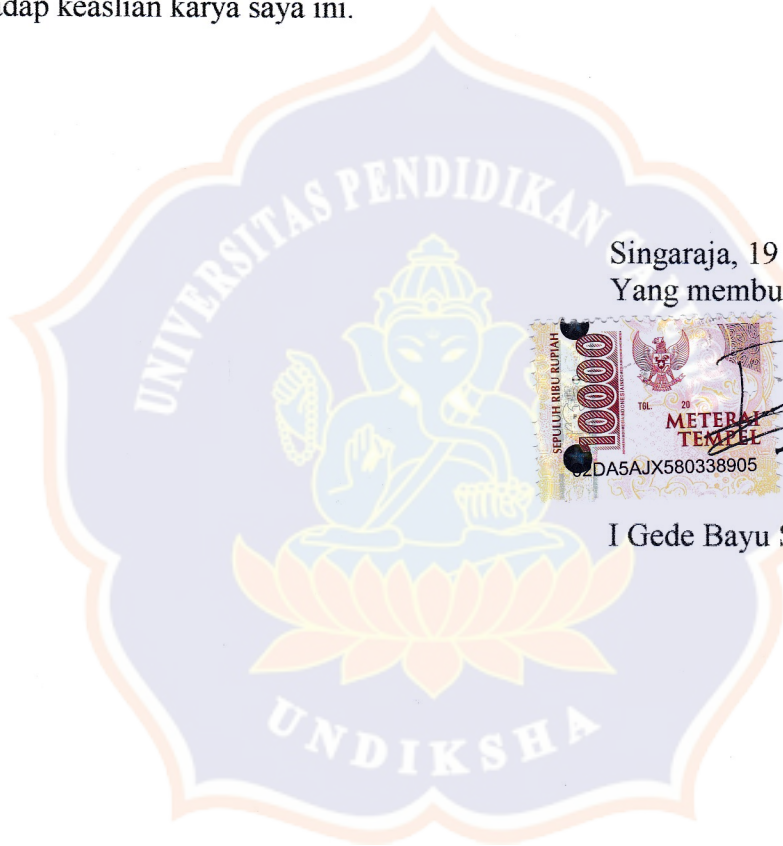 adap keaslian karya saya ini.
UNIVERSITAS PENDIDIKAN
Singaraja, 19
Yang membu
SEPULUH RIBU RUPIAH
10000
TGL. 20
METERAI
TEMPEL
2DA5AJX580338905
I Gede Bayu
UNDIKSHA